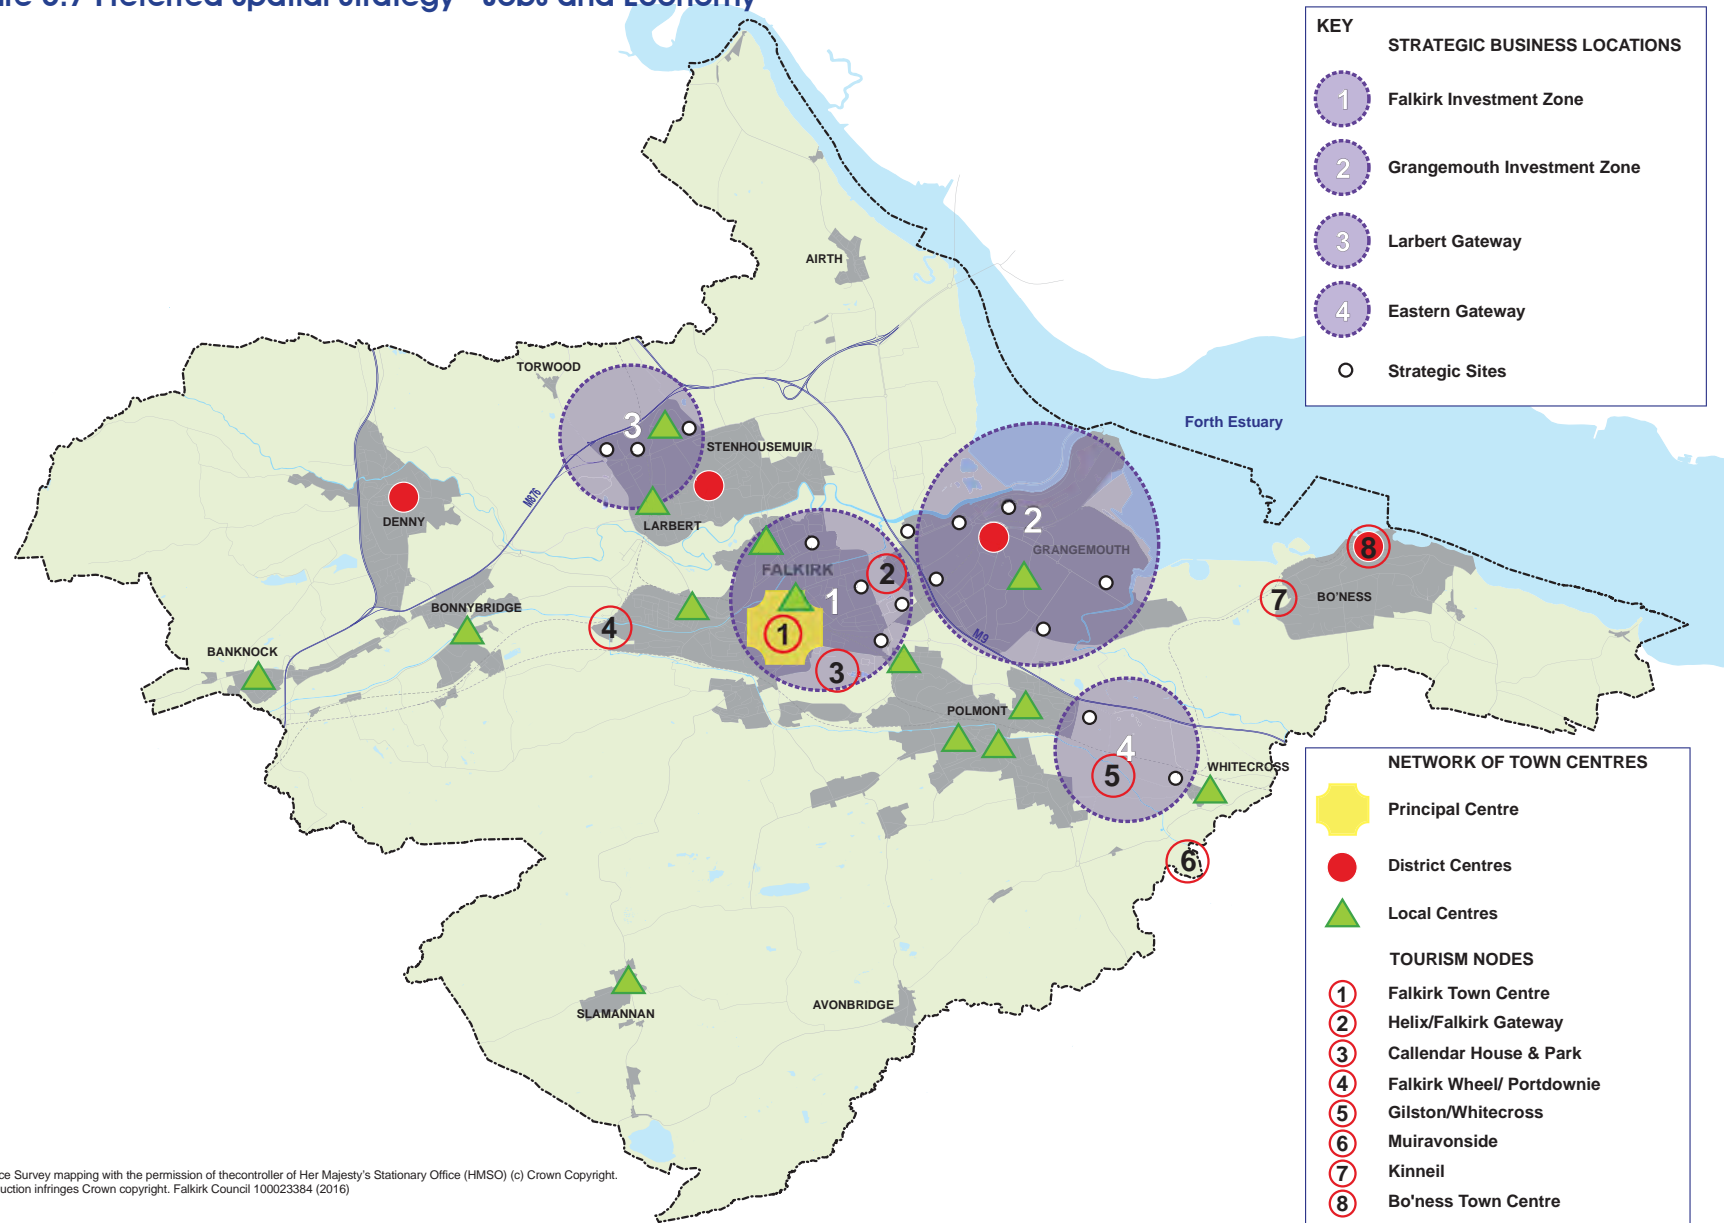 Preferred Spatial Strategy - Jobs and Economy
KEY
STRATEGIC BUSINESS LOCATIONS
1 Falkirk Investment Zone
2 Grangemouth Investment Zone
3 Larbert Gateway
4 Eastern Gateway
Strategic Sites
AIRTH
TORWOOD
Forth Estuary
3
STENHOUSEMUIR
M876
DENNY
LARBERT
2
GRANGEMOUTH
8
FALKIRK
2
1
7
BO'NESS
BONNYBRIDGE
4
1
M9
BANKNOCK
3
POLMONT
4
5
WHITECROSS
6
SLAMANNAN
AVONBRIDGE
NETWORK OF TOWN CENTRES
Principal Centre
District Centres
Local Centres
TOURISM NODES
1 Falkirk Town Centre
2 Helix/Falkirk Gateway
3 Callendar House & Park
4 Falkirk Wheel/ Portdownie
5 Gilston/Whitecross
6 Muiravonside
7 Kinneil
8 Bo'ness Town Centre
ce Survey mapping with the permission of thecontroller of Her Majesty's Stationary Office (HMSO) (c) Crown Copyright.
uction infringes Crown copyright. Falkirk Council 100023384 (2016)